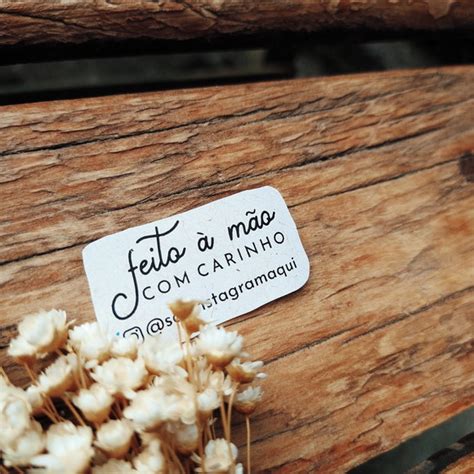 feito à mão
COM CARINHO